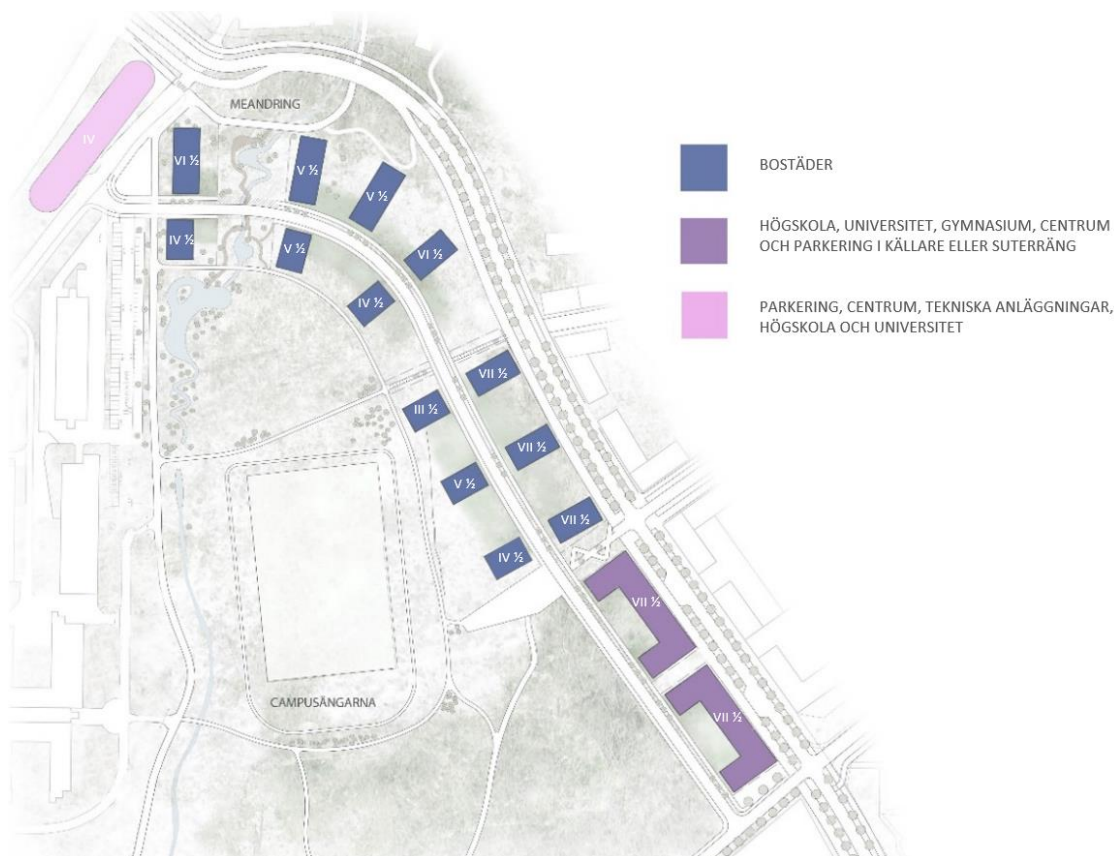 MEANDRING
IV
VI ½
V ½
V ½
IV ½
V ½
VI ½
IV ½
VII ½
III ½
VII ½
V ½
VII ½
IV ½
VII ½
VII ½
CAMPUSÄNGARNA
BOSTÄDER
HÖGSKOLA, UNIVERSITET, GYMNASIUM, CENTRUM
OCH PARKERING I KÄLLARE ELLER SUTERRÄNG
PARKERING, CENTRUM, TEKNISKA ANLÄGGNINGAR,
HÖGSKOLA OCH UNIVERSITET